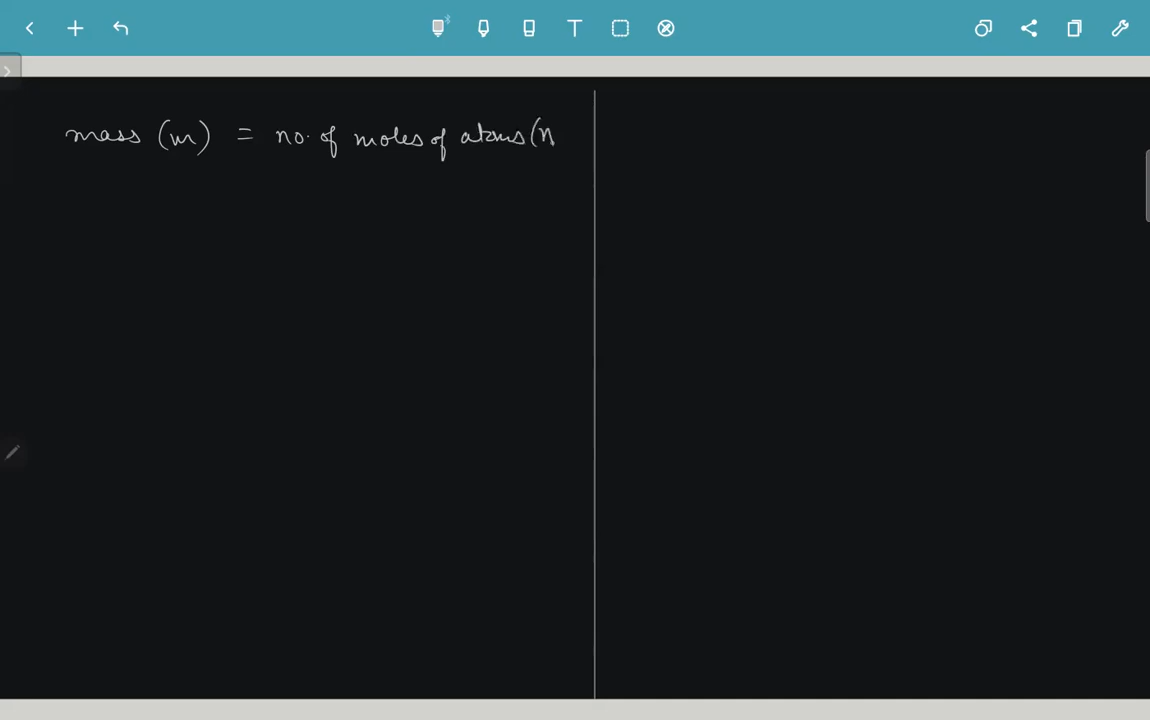 mass (m) = no. of moles of atoms (n